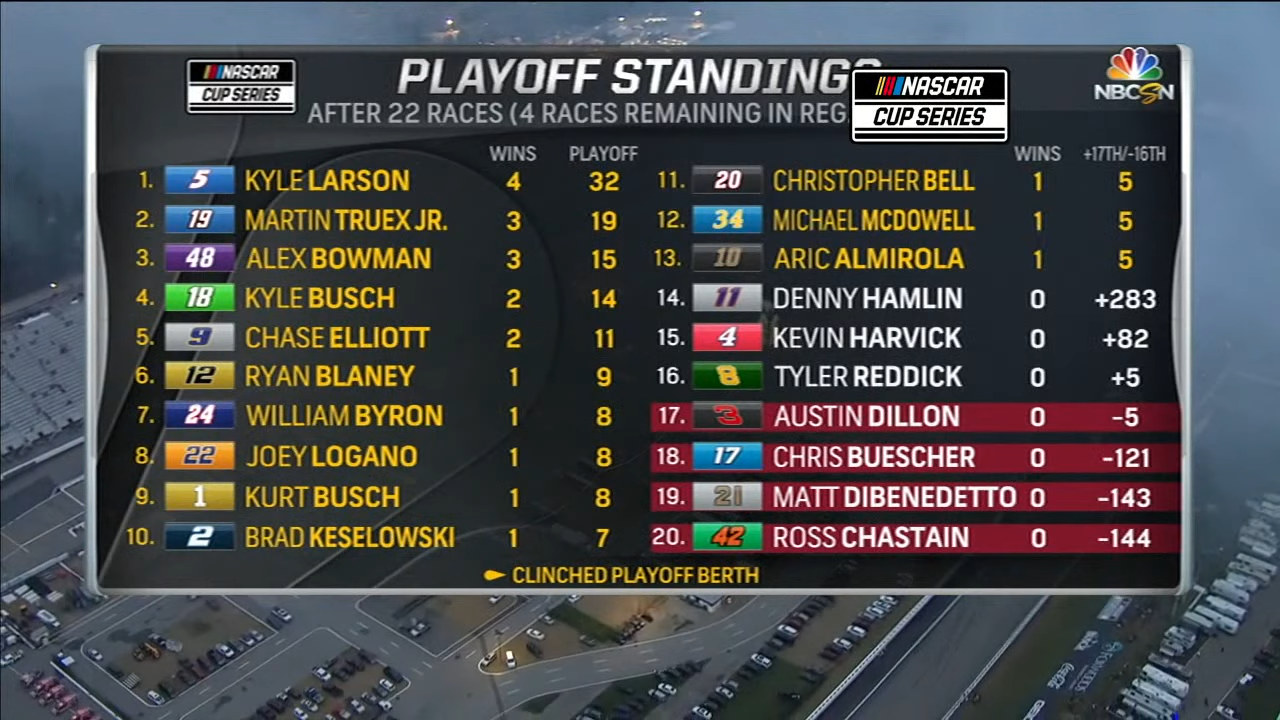 NASCAR
CUP SERIES
PLAYOFF STANDINGS
NASCAR
CUP SERIES
NBCSN
AFTER 22 RACES (4 RACES REMAINING IN REG.
WINS PLAYOFF
1. 5 KYLE LARSON 4 32
2. 19 MARTIN TRUEX JR. 3 19
3. 48 ALEX BOWMAN 3 15
4. 18 KYLE BUSCH 2 14
5. 9 CHASE ELLIOTT 2 11
6. 12 RYAN BLANEY 1 9
7. 24 WILLIAM BYRON 1 8
8. 22 JOEY LOGANO 1 8
9. 1 KURT BUSCH 1 8
10. 2 BRAD KESELOWSKI 1 7
WINS +17TH/-16TH
11. 20 CHRISTOPHER BELL 1 5
12. 34 MICHAEL MCDOWELL 1 5
13. 10 ARIC ALMIROLA 1 5
14. 11 DENNY HAMLIN 0 +283
15. 4 KEVIN HARVICK 0 +82
16. 8 TYLER REDDICK 0 +5
17. 3 AUSTIN DILLON 0 -5
18. 17 CHRIS BUESCHER 0 -121
19. 21 MATT DIBENEDETTO 0 -143
20. 42 ROSS CHASTAIN 0 -144
CLINCHED PLAYOFF BERTH